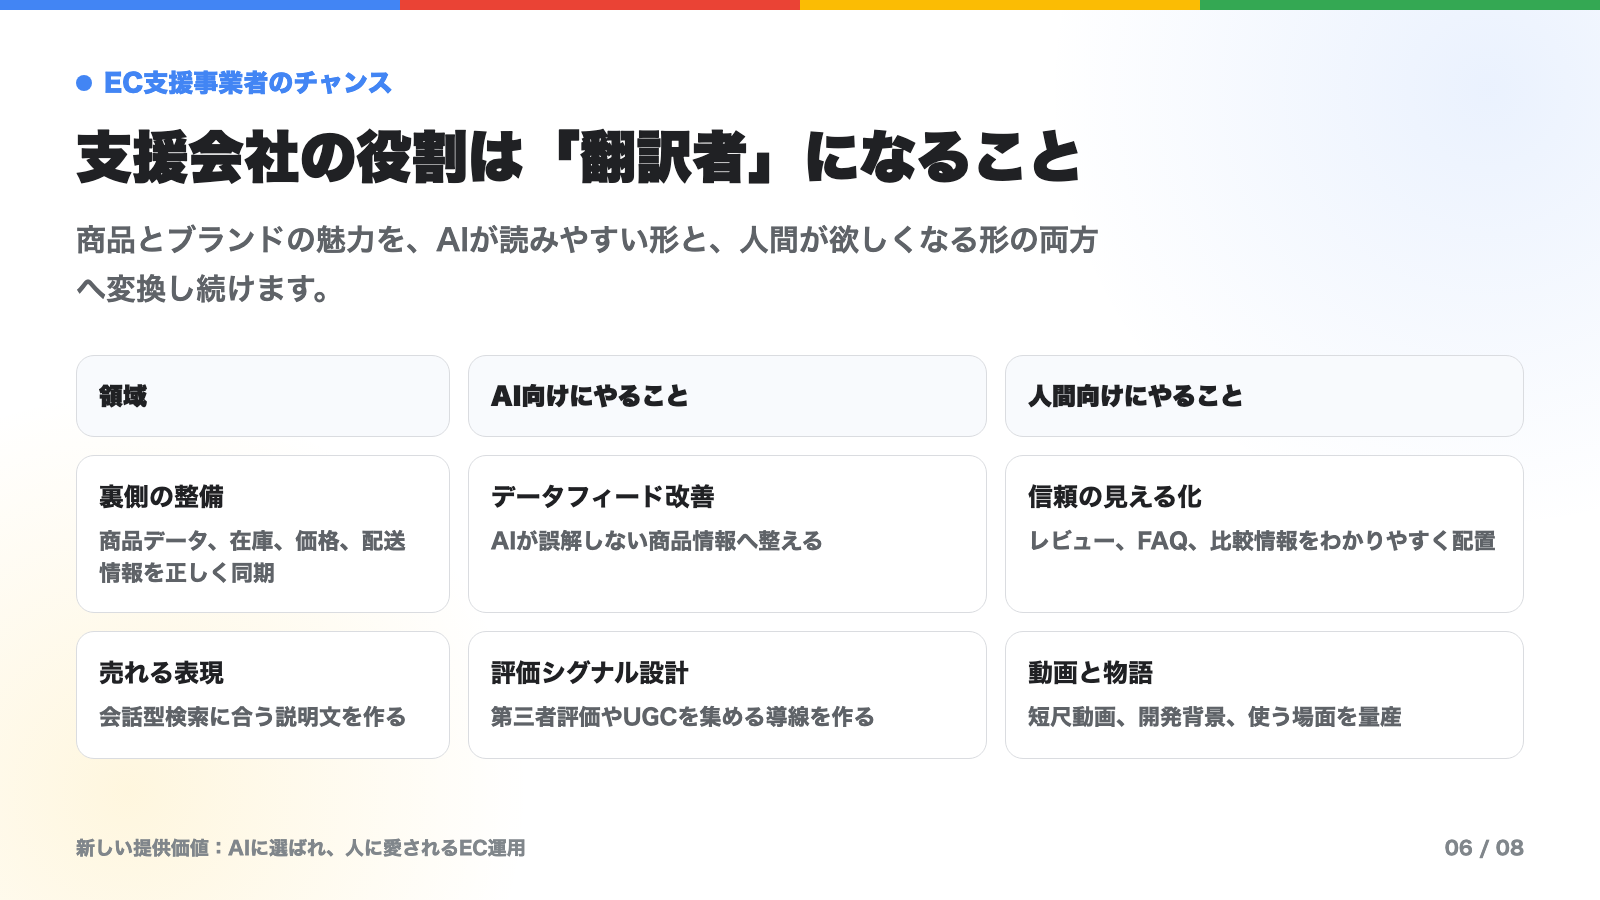 EC支援事業者のチャンス
支援会社の役割は「翻訳者」になること
商品とブランドの魅力を、AIが読みやすい形と、人間が欲しくなる形の両方
へ変換し続けます。
領域
AI向けにやること
人間向けにやること
裏側の整備
商品データ、在庫、価格、配送
情報を正しく同期
データフィード改善
AIが誤解しない商品情報へ整える
信頼の見える化
レビュー、FAQ、比較情報をわかりやすく配置
売れる表現
会話型検索に合う説明文を作る
評価シグナル設計
第三者評価やUGCを集める導線を作る
動画と物語
短尺動画、開発背景、使う場面を量産
新しい提供価値：AIに選ばれ、人に愛されるEC運用
06 / 08